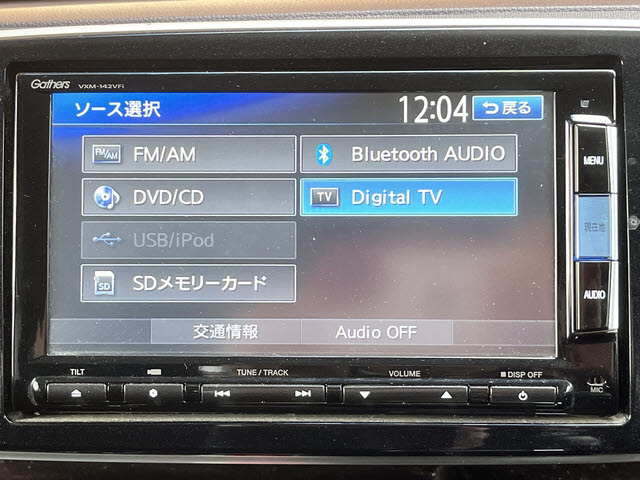 Gathers VXM-142VFi
ソース選択 12:04 戻る
FM/AM FM/AM Bluetooth AUDIO
DVD/CD TV Digital TV
USB/iPod
SD SDメモリーカード
交通情報 Audio OFF
MENU
現在地
AUDIO
TILT TUNE / TRACK VOLUME DISP OFF
MIC